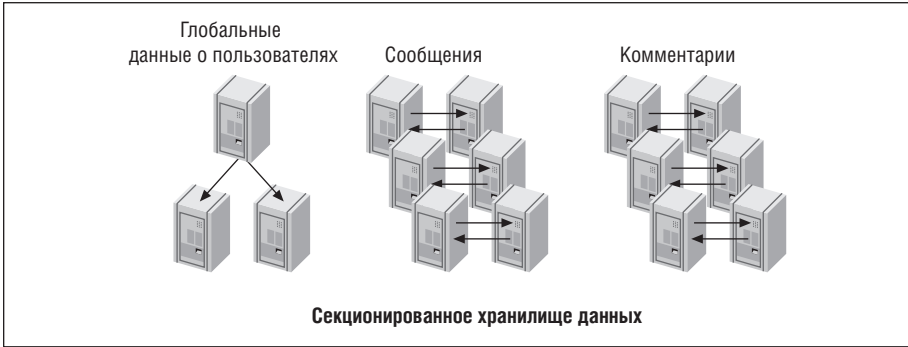 Глобальные
данные о пользователях
Сообщения
Комментарии
Секционированное хранилище данных